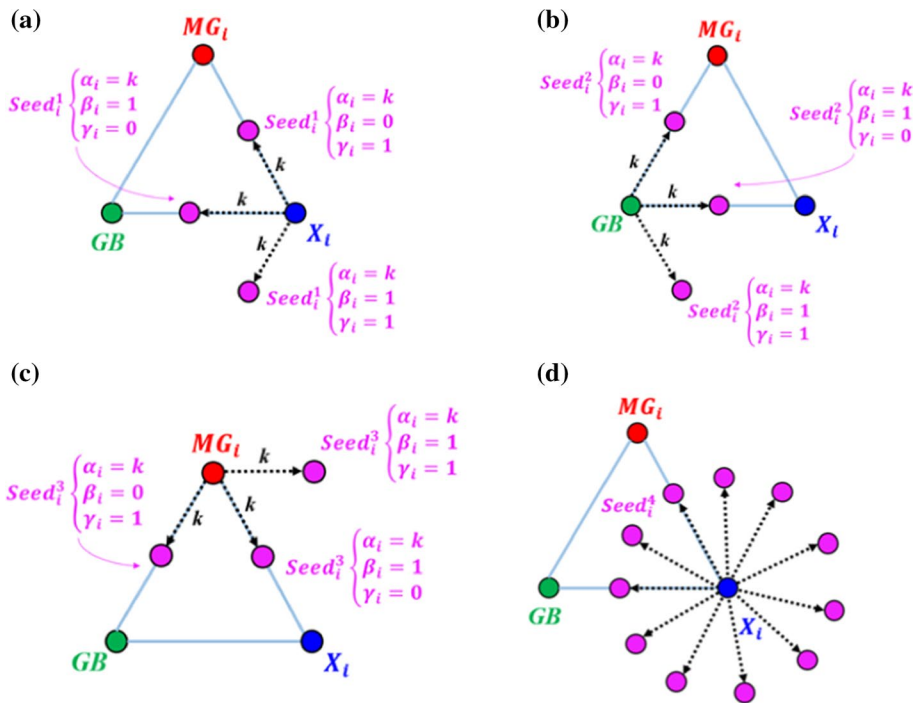 (a)
MG_i
Seed_i^1 { α_i = k
β_i = 1
γ_i = 0
Seed_i^1 { α_i = k
β_i = 0
γ_i = 1
k
k
k
GB
X_i
Seed_i^1 { α_i = k
β_i = 1
γ_i = 1
(b)
MG_i
Seed_i^2 { α_i = k
β_i = 0
γ_i = 1
Seed_i^2 { α_i = k
β_i = 1
γ_i = 0
k
k
k
GB
X_i
Seed_i^2 { α_i = k
β_i = 1
γ_i = 1
(c)
MG_i
k
Seed_i^3 { α_i = k
β_i = 1
γ_i = 1
Seed_i^3 { α_i = k
β_i = 0
γ_i = 1
k
k
Seed_i^3 { α_i = k
β_i = 1
γ_i = 0
GB
X_i
(d)
MG_i
Seed_i^4
GB
X_i